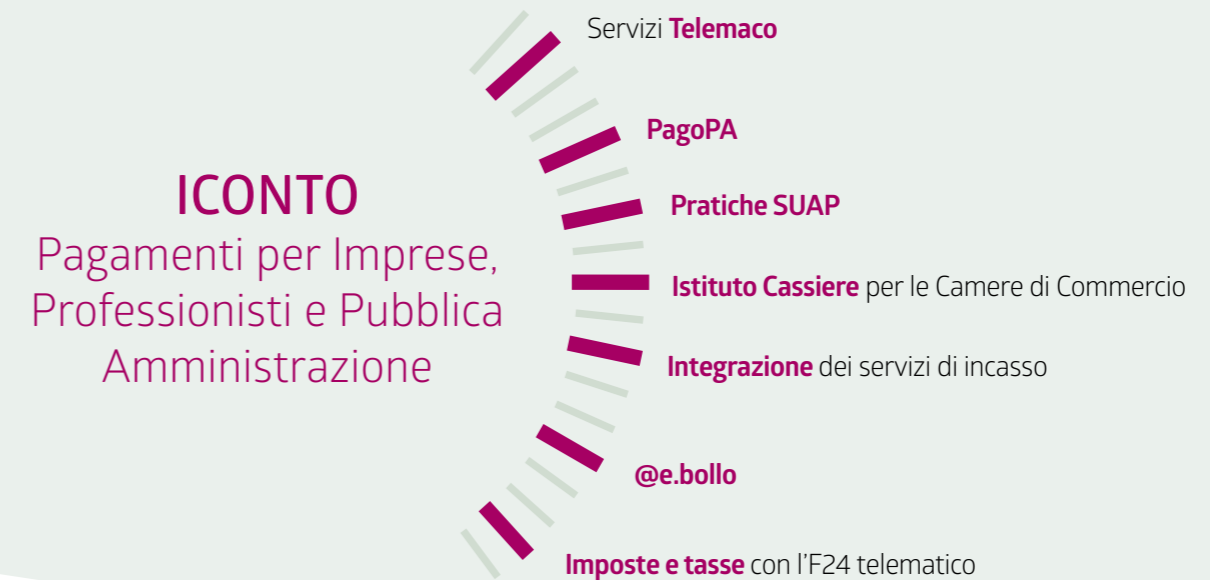 Servizi Telemaco
PagoPA
ICONTO
Pagamenti per Imprese,
Professionisti e Pubblica
Amministrazione
Pratiche SUAP
Istituto Cassiere per le Camere di Commercio
Integrazione dei servizi di incasso
@e.bollo
Imposte e tasse con l'F24 telematico